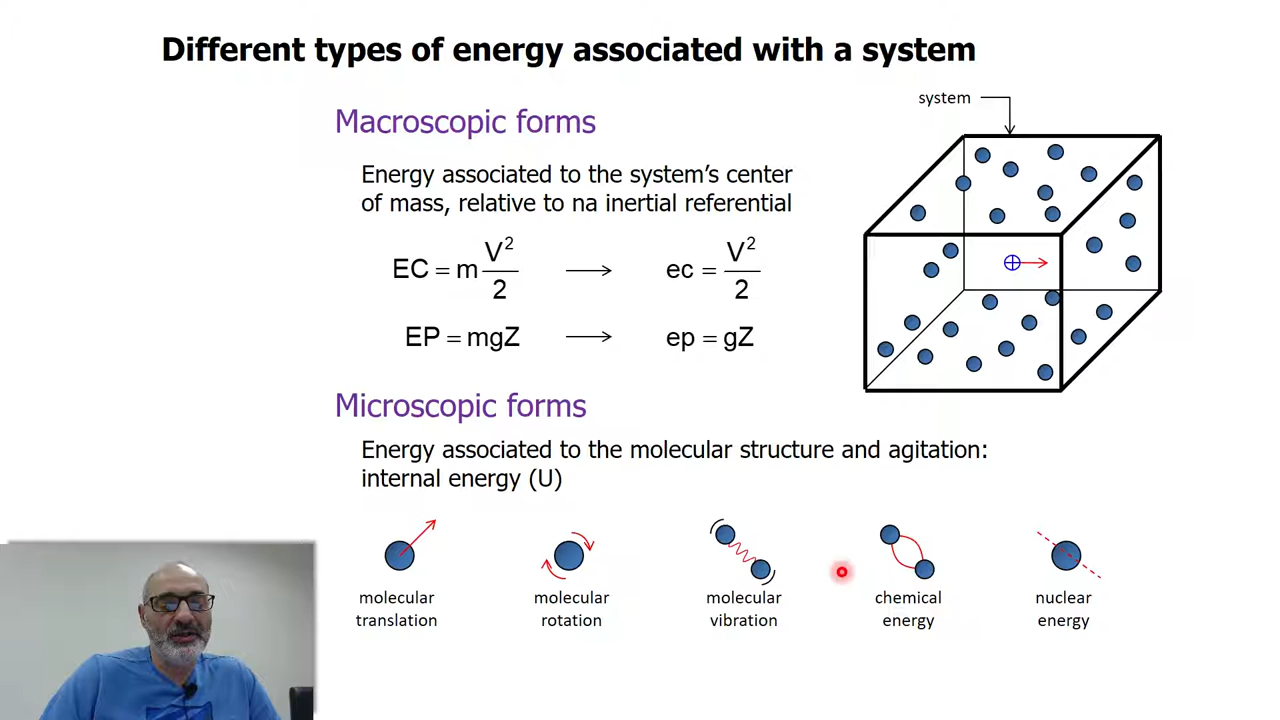 Different types of energy associated with a system
system
Macroscopic forms
Energy associated to the system's center
of mass, relative to na inertial referential
EC = m V²/2 → ec = V²/2
EP = mgZ → ep = gZ
Microscopic forms
Energy associated to the molecular structure and agitation:
internal energy (U)
molecular
translation
molecular
rotation
molecular
vibration
chemical
energy
nuclear
energy